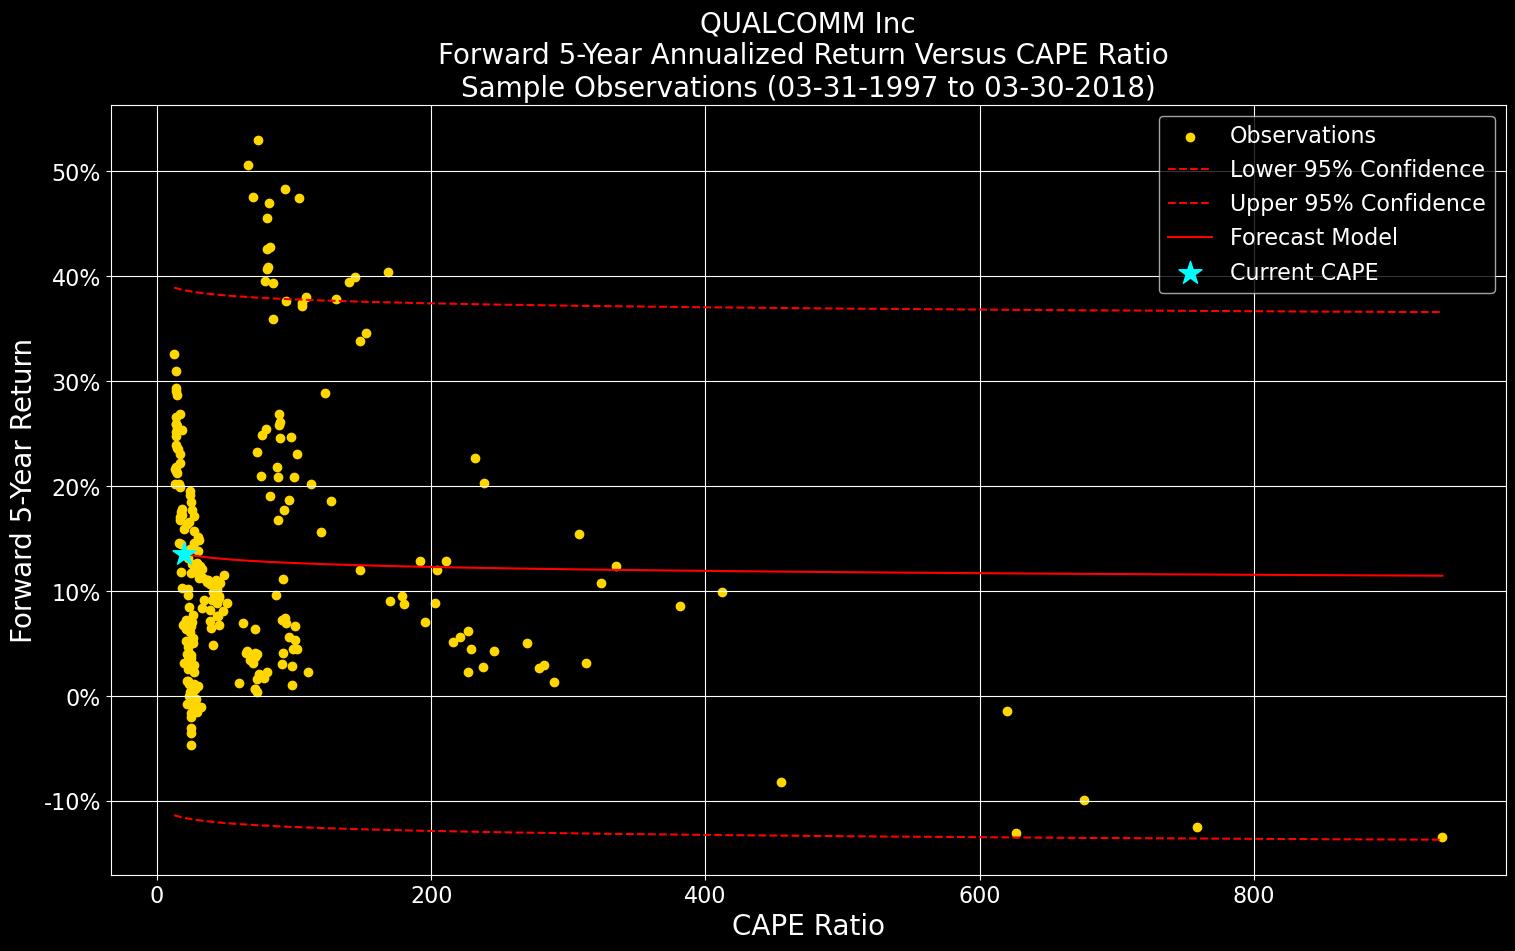 QUALCOMM Inc
Forward 5-Year Annualized Return Versus CAPE Ratio
Sample Observations (03-31-1997 to 03-30-2018)
Observations
Lower 95% Confidence
Upper 95% Confidence
Forecast Model
Current CAPE
Forward 5-Year Return
50%
40%
30%
20%
10%
0%
-10%
0 200 400 600 800
CAPE Ratio